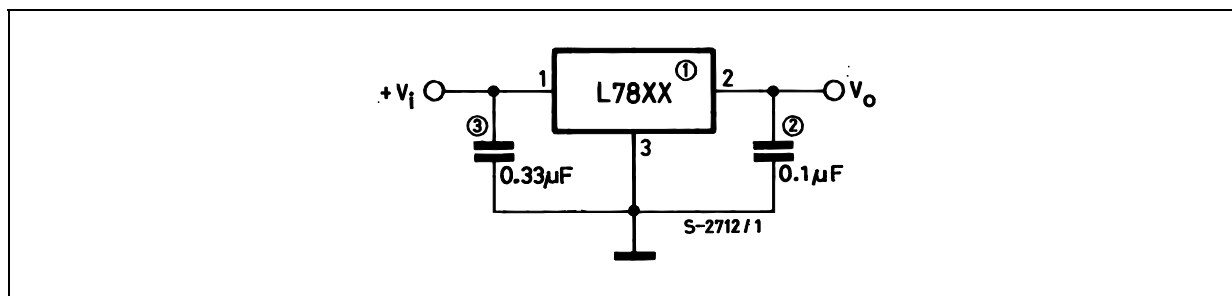 1
L78XX
①
2
+Vi
Vo
③
3
②
0.33µF
0.1µF
S-2712/1